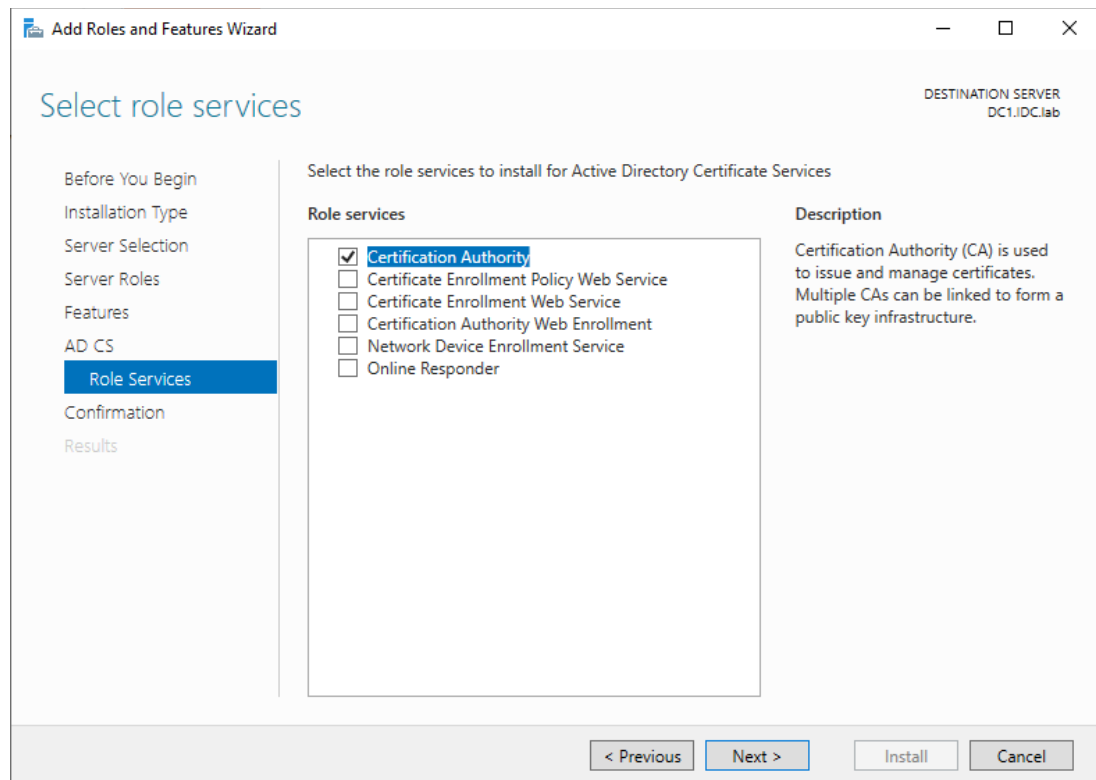 Add Roles and Features Wizard
Select role services
DESTINATION SERVER
DC1.IDC.lab
Before You Begin
Installation Type
Server Selection
Server Roles
Features
AD CS
Role Services
Confirmation
Results
Select the role services to install for Active Directory Certificate Services
Role services
Certification Authority
Certificate Enrollment Policy Web Service
Certificate Enrollment Web Service
Certification Authority Web Enrollment
Network Device Enrollment Service
Online Responder
Description
Certification Authority (CA) is used
to issue and manage certificates.
Multiple CAs can be linked to form a
public key infrastructure.
< Previous
Next >
Install
Cancel